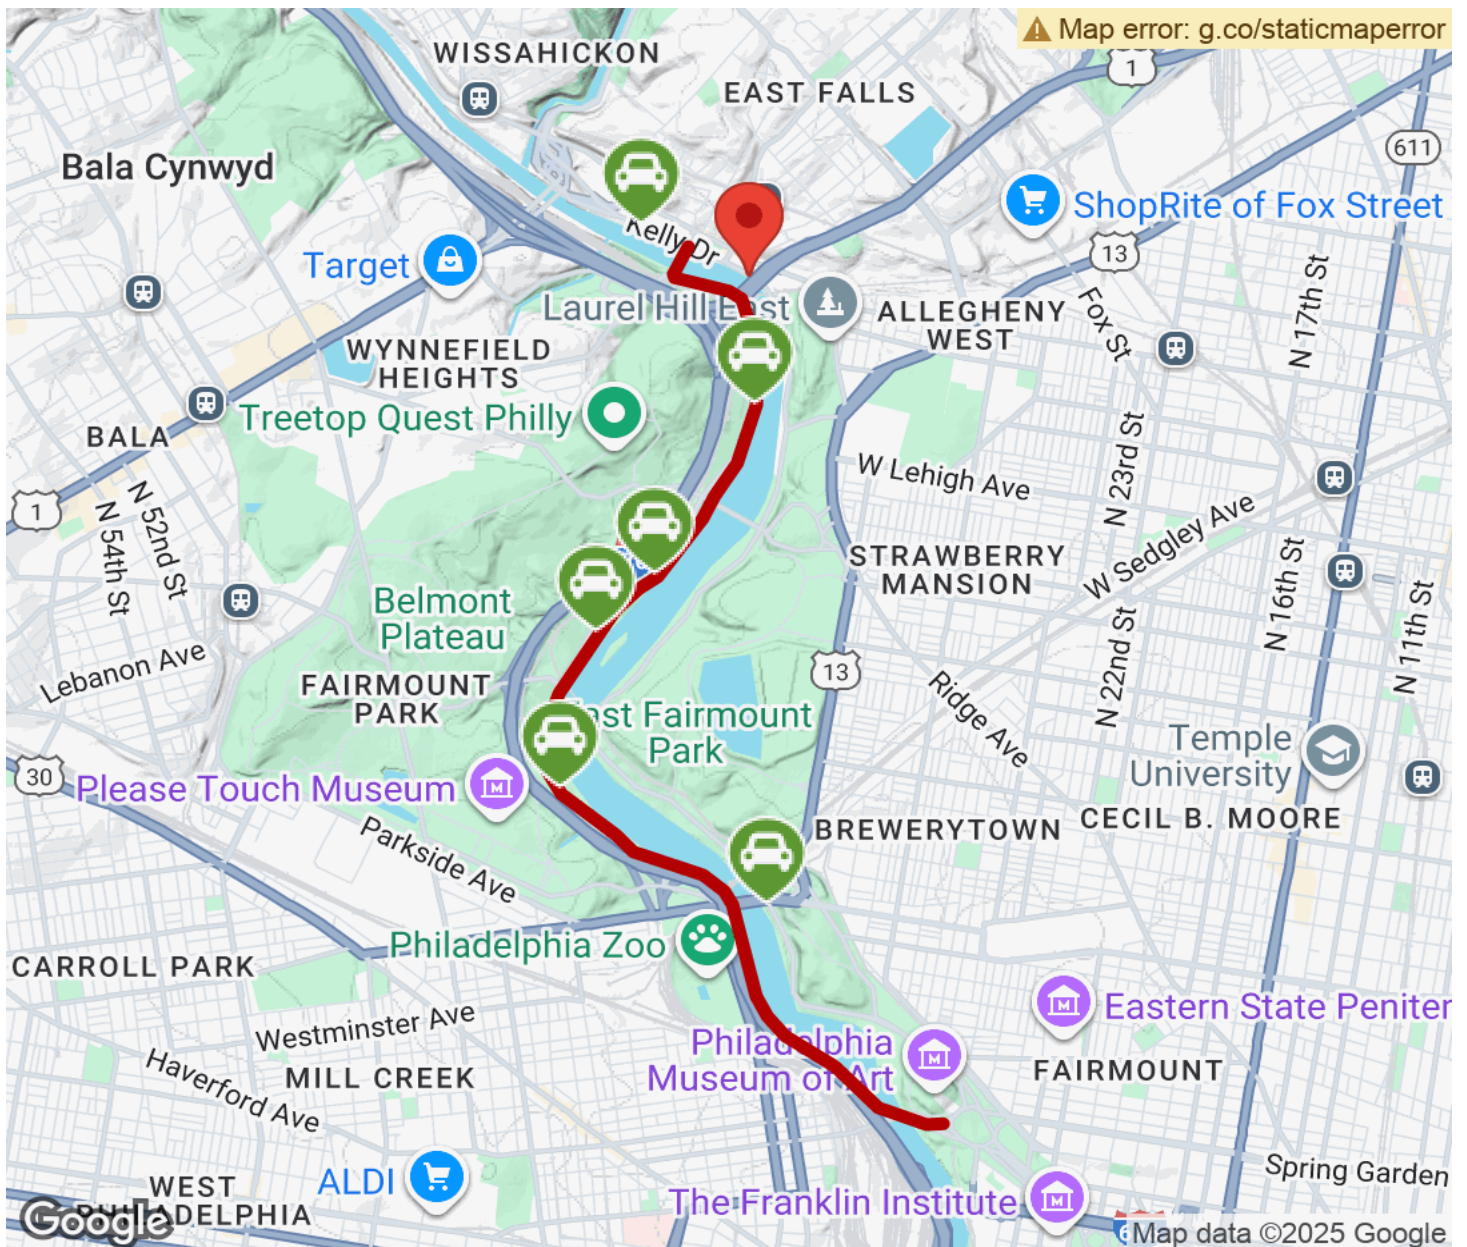 Map error: g.co/staticmaperror
WISSAHICKON
1
EAST FALLS
611
Bala Cynwyd
ShopRite of Fox Street
Kelly Dr
13
Target
Laurel Hill East
ALLEGHENY
WEST
Fox St
N 17th St
WYNNEFIELD
HEIGHTS
Treetop Quest Philly
BALA
W Lehigh Ave
N 23rd St
1
N 52nd St
N 54th St
W Sedgley Ave
STRAWBERRY
MANSION
N 16th St
N 11th St
Belmont
Plateau
Lebanon Ave
13
N 22nd St
FAIRMOUNT
PARK
Ridge Ave
East Fairmount
Park
Temple
University
30
Please Touch Museum
CECIL B. MOORE
BREWERYTOWN
Parkside Ave
Philadelphia Zoo
CARROLL PARK
Eastern State Peniter
Westminster Ave
Philadelphia
Museum of Art
Haverford Ave
MILL CREEK
FAIRMOUNT
Spring Garden
ALDI
WEST
PHILADELPHIA
The Franklin Institute
Google
Map data ©2025 Google